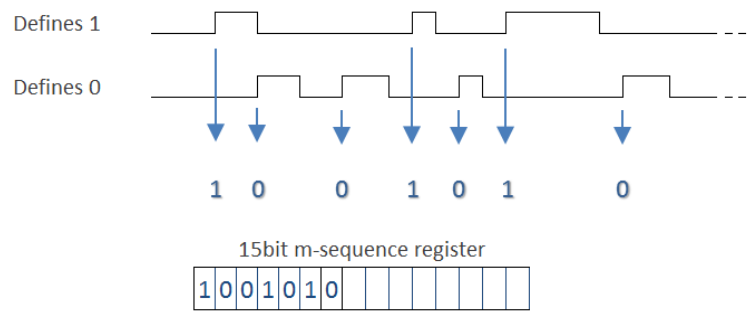 Defines 1
Defines 0
1 0 0 1 0 1 0
15bit m-sequence register
1 0 0 1 0 1 0